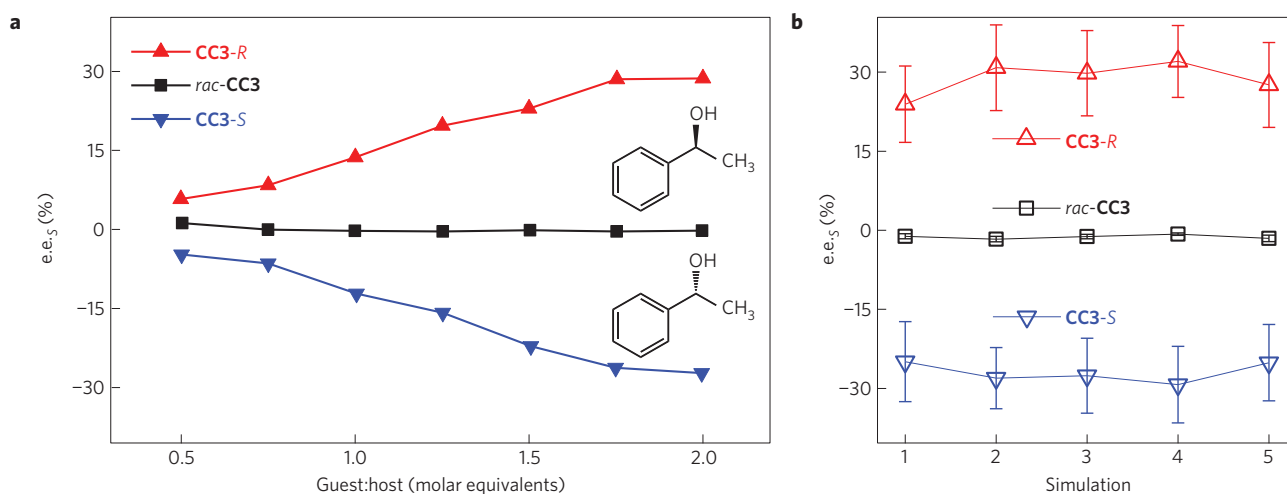 a
CC3-R
rac-CC3
CC3-S
e.e.S (%)
30
15
0
−15
−30
OH
CH3
OH
CH3
0.5 1.0 1.5 2.0
Guest:host (molar equivalents)
b
e.e.S (%)
30
15
0
−15
−30
CC3-R
rac-CC3
CC3-S
1 2 3 4 5
Simulation